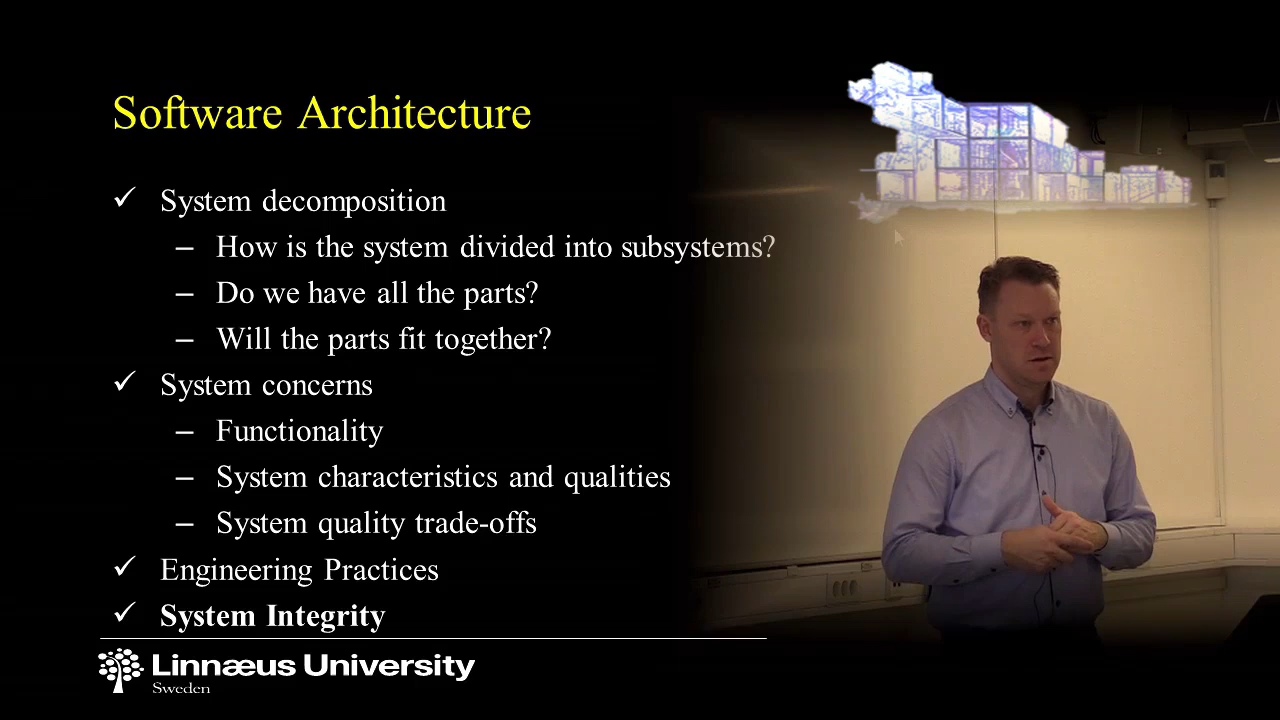 Software Architecture
✓ System decomposition
– How is the system divided into subsystems?
– Do we have all the parts?
– Will the parts fit together?
✓ System concerns
– Functionality
– System characteristics and qualities
– System quality trade-offs
✓ Engineering Practices
✓ System Integrity
Linnæus University
Sweden